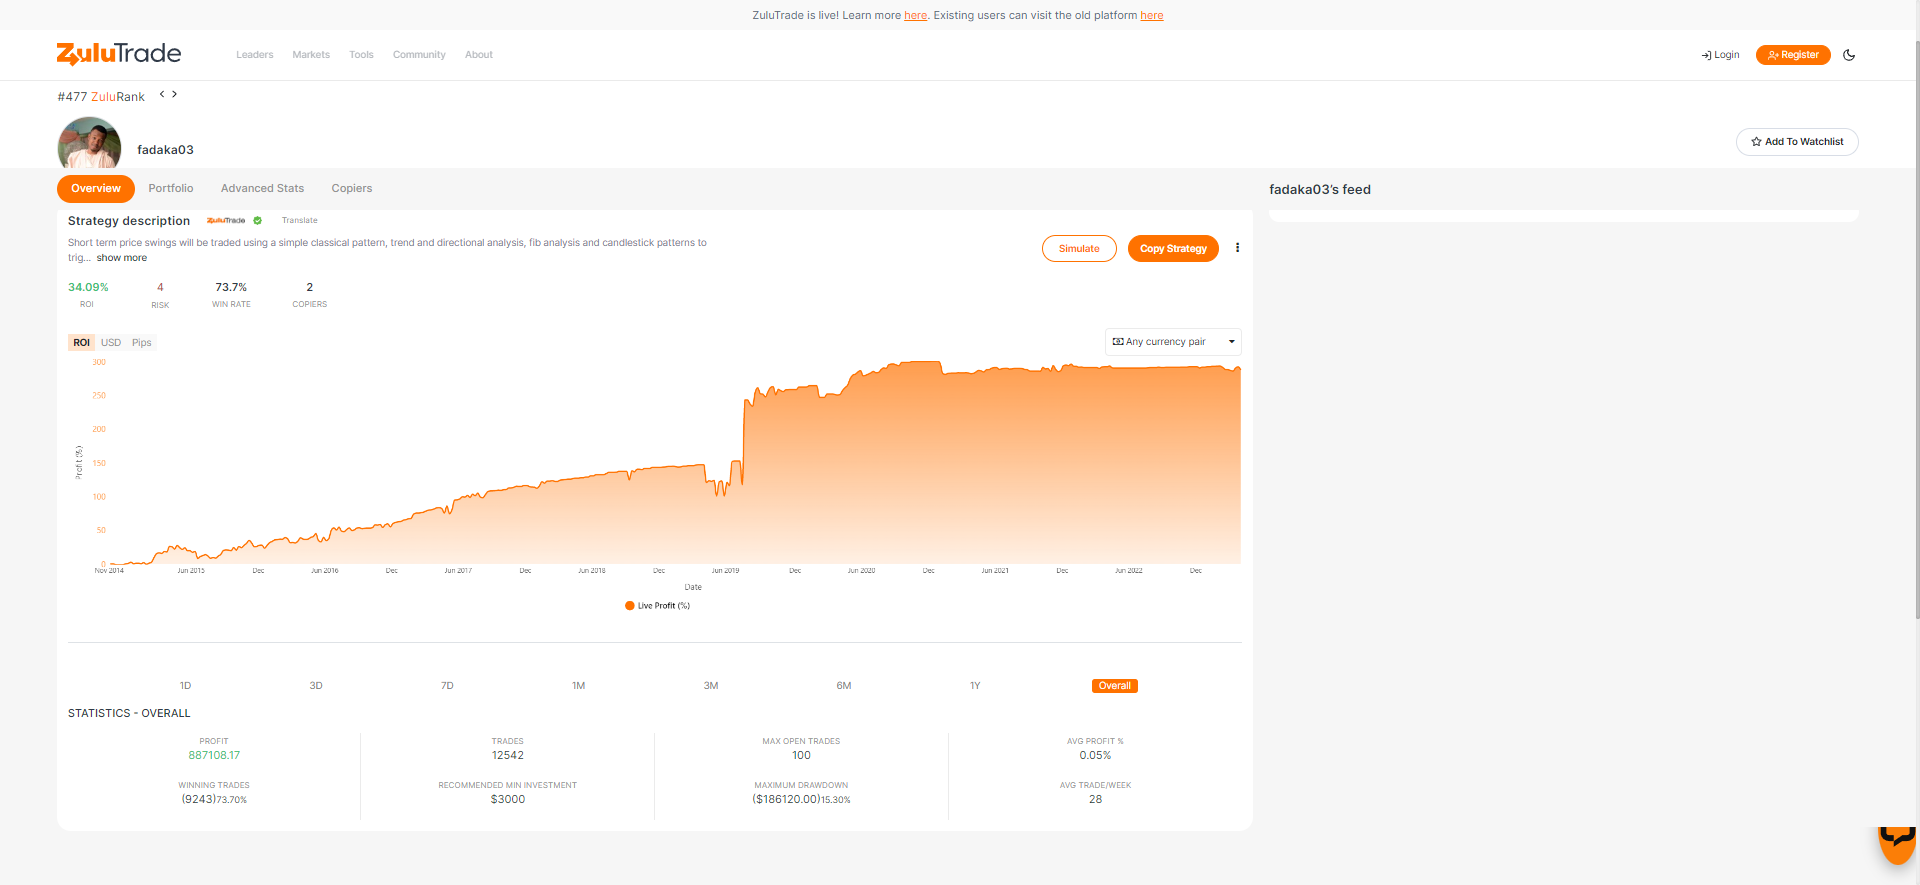 ZuluTrade is live! Learn more here. Existing users can visit the old platform here
ZuluTrade
Leaders Markets Tools Community About
Login Register
#477 ZuluRank < >
fadaka03
Add To Watchlist
Overview Portfolio Advanced Stats Copiers
fadaka03's feed
Strategy description ZuluTrade Translate
Short term price swings will be traded using a simple classical pattern, trend and directional analysis, fib analysis and candlestick patterns to
trig... show more
Simulate Copy Strategy
34.09% 4 73.7% 2
ROI RISK WIN RATE COPIERS
ROI USD Pips
Any currency pair
300
250
200
150
100
50
0
Profit (%)
Nov 2014 Jun 2015 Dec Jun 2016 Dec Jun 2017 Dec Jun 2018 Dec Jun 2019 Dec Jun 2020 Dec Jun 2021 Dec Jun 2022 Dec
Date
Live Profit (%)
1D 3D 7D 1M 3M 6M 1Y Overall
STATISTICS - OVERALL
PROFIT TRADES MAX OPEN TRADES AVG PROFIT %
887108.17 12542 100 0.05%
WINNING TRADES RECOMMENDED MIN INVESTMENT MAXIMUM DRAWDOWN AVG TRADE/WEEK
(9243)73.70% $3000 ($186120.00)15.30% 28